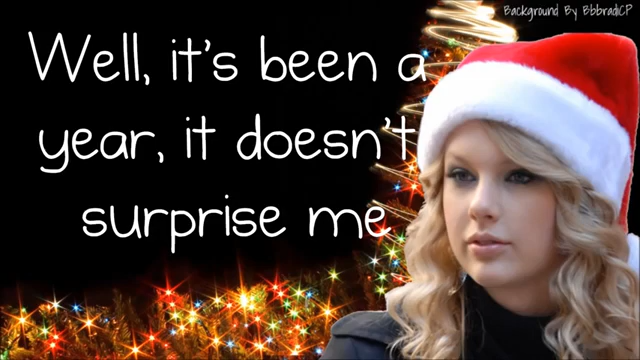 Background By BbbradiCP
Well, it's been a
year, it doesn't
surprise me